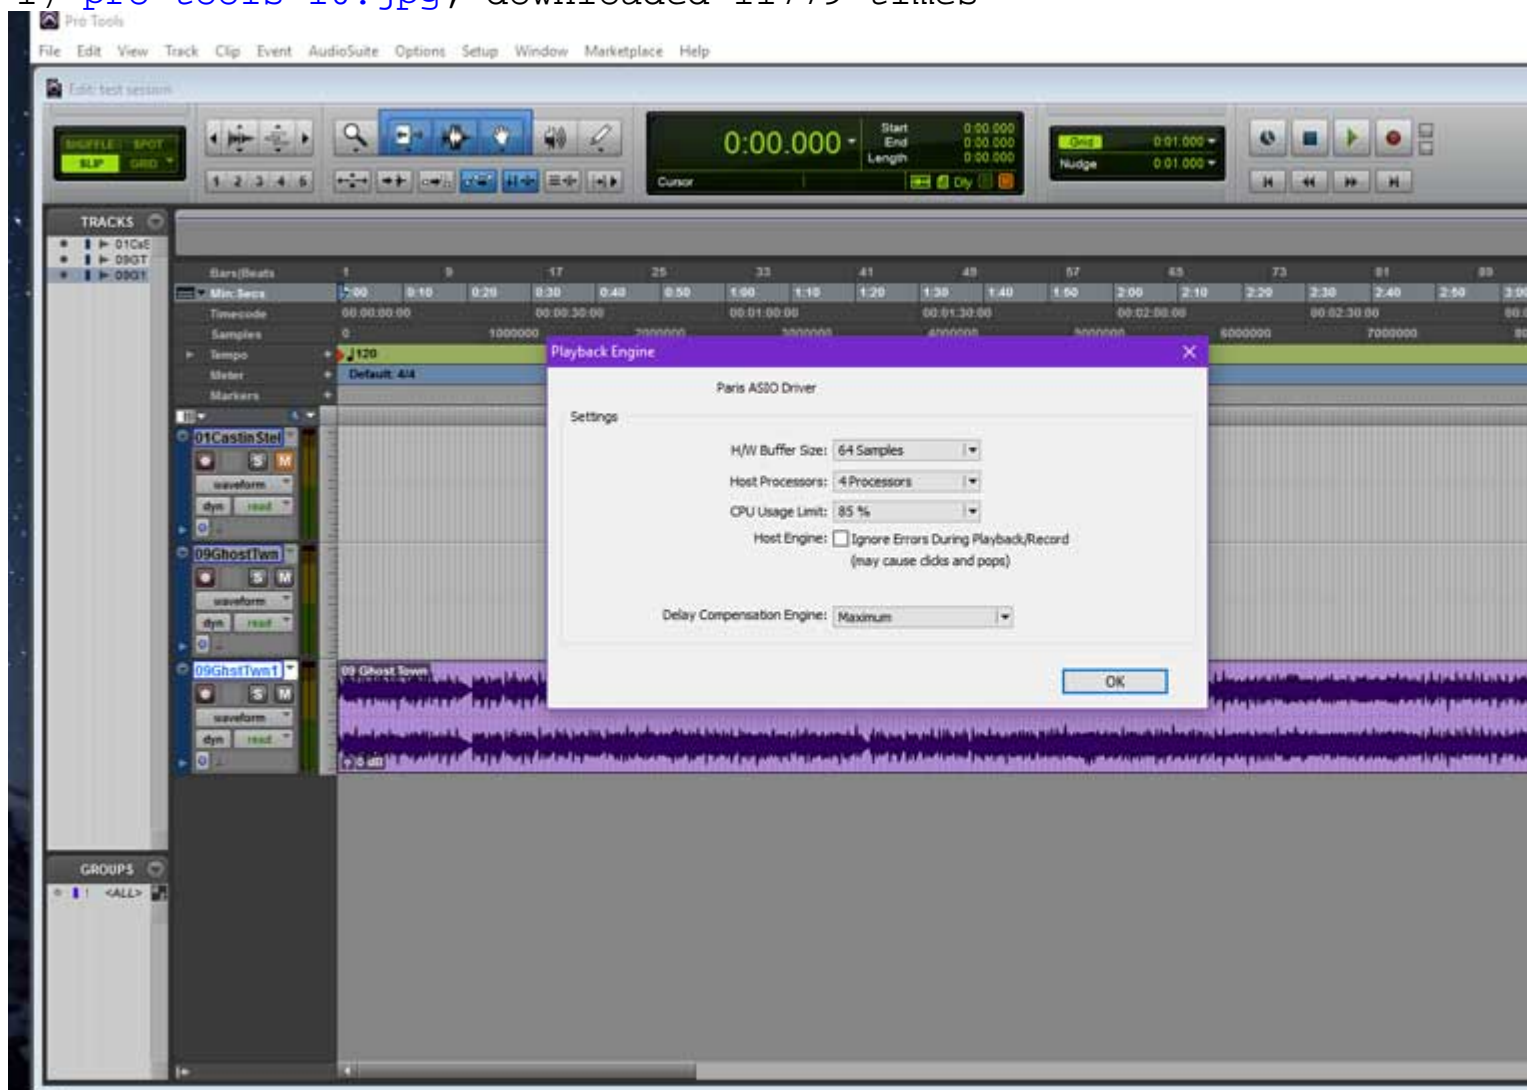 1) pro tools 10.jpg, downloaded 11779 times
Pro Tools
File Edit View Track Clip Event AudioSuite Options Setup Window Marketplace Help
Edit: test session
SHUFFLE SPOT
SLIP GRID
1 2 3 4 5
0:00.000
Start 0:00.000
End 0:00.000
Length 0:00.000
Cursor
Dly
Grid 0:01.000
Nudge 0:01.000
TRACKS
01CsS
09GT
09G1
Bars|Beats 1 9 17 25 33 41 49 57 65 73 81 89
Min:Secs 0:00 0:10 0:20 0:30 0:40 0:50 1:00 1:10 1:20 1:30 1:40 1:50 2:00 2:10 2:20 2:30 2:40 2:50 3:00
Timecode 00:00:00:00 00:00:30:00 00:01:00:00 00:01:30:00 00:02:00:00 00:02:30:00
Samples 0 1000000 2000000 3000000 4000000 5000000 6000000 7000000
Tempo 120
Meter Default: 4/4
Markers
Playback Engine
Paris ASIO Driver
Settings
H/W Buffer Size: 64 Samples
Host Processors: 4 Processors
CPU Usage Limit: 85 %
Host Engine: Ignore Errors During Playback/Record
(may cause clicks and pops)
Delay Compensation Engine: Maximum
OK
01CastinStel
S M
waveform
dyn read
09GhostTwn
S M
waveform
dyn read
09GhstTwn1
S M
waveform
dyn read
09 Ghost Town
0 dB
GROUPS
! <ALL>